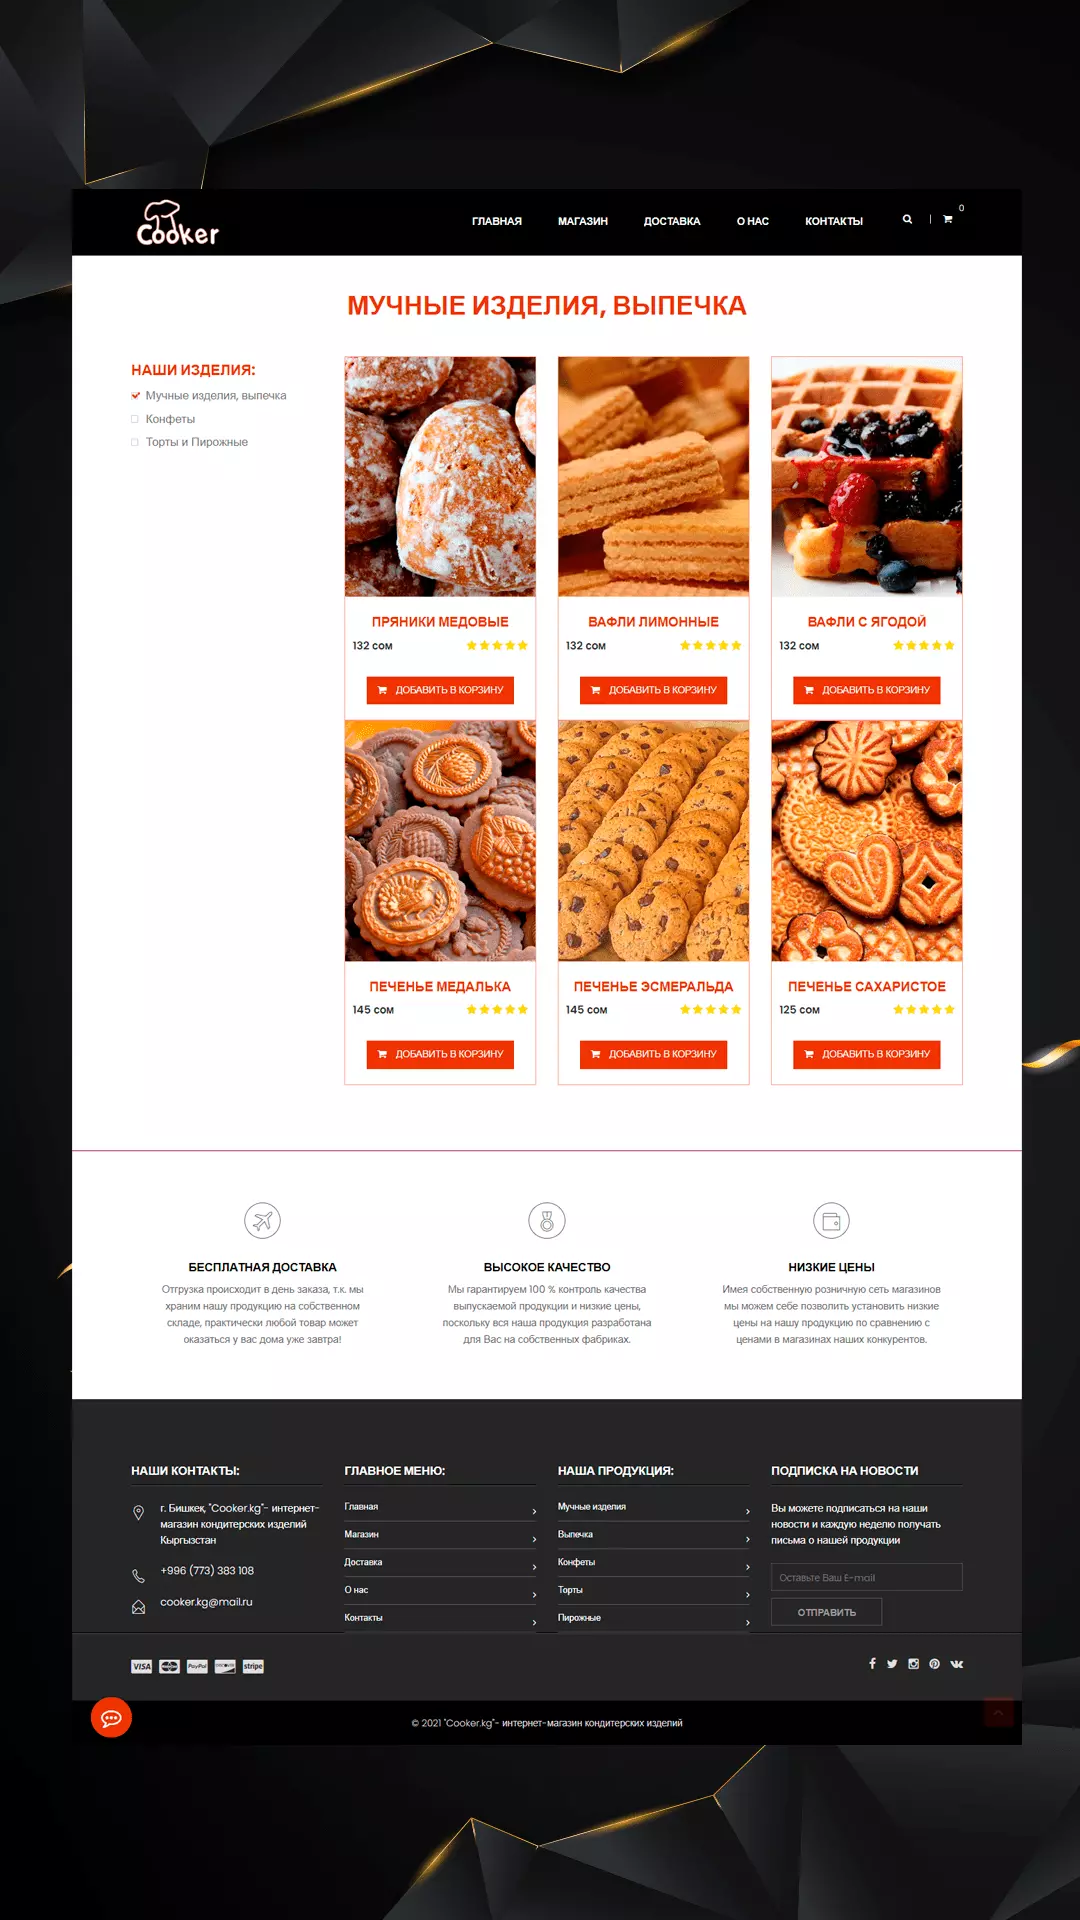 Cooker
ГЛАВНАЯ МАГАЗИН ДОСТАВКА О НАС КОНТАКТЫ 0
МУЧНЫЕ ИЗДЕЛИЯ, ВЫПЕЧКА
НАШИ ИЗДЕЛИЯ:
Мучные изделия, выпечка
Конфеты
Торты и Пирожные
ПРЯНИКИ МЕДОВЫЕ
132 сом
ДОБАВИТЬ В КОРЗИНУ
ВАФЛИ ЛИМОННЫЕ
132 сом
ДОБАВИТЬ В КОРЗИНУ
ВАФЛИ С ЯГОДОЙ
132 сом
ДОБАВИТЬ В КОРЗИНУ
ПЕЧЕНЬЕ МЕДАЛЬКА
145 сом
ДОБАВИТЬ В КОРЗИНУ
ПЕЧЕНЬЕ ЭСМЕРАЛЬДА
145 сом
ДОБАВИТЬ В КОРЗИНУ
ПЕЧЕНЬЕ САХАРИСТОЕ
125 сом
ДОБАВИТЬ В КОРЗИНУ
БЕСПЛАТНАЯ ДОСТАВКА
Отгрузка происходит в день заказа, т.к. мы
храним нашу продукцию на собственном
складе, практически любой товар может
оказаться у вас дома уже завтра!
ВЫСОКОЕ КАЧЕСТВО
Мы гарантируем 100 % контроль качества
выпускаемой продукции и низкие цены,
поскольку вся наша продукция разработана
для Вас на собственных фабриках.
НИЗКИЕ ЦЕНЫ
Имея собственную розничную сеть магазинов
мы можем себе позволить установить низкие
цены на нашу продукцию по сравнению с
ценами в магазинах наших конкурентов.
НАШИ КОНТАКТЫ:
г. Бишкек, "Cooker.kg"- интернет-
магазин кондитерских изделий
Кыргызстан
+996 (773) 383 108
cooker.kg@mail.ru
ГЛАВНОЕ МЕНЮ:
Главная
Магазин
Доставка
О нас
Контакты
НАША ПРОДУКЦИЯ:
Мучные изделия
Выпечка
Конфеты
Торты
Пирожные
ПОДПИСКА НА НОВОСТИ
Вы можете подписаться на наши
новости и каждую неделю получать
письма о нашей продукции
Оставьте Ваш E-mail
ОТПРАВИТЬ
VISA PayPal stripe
© 2021 "Cooker.kg"- интернет-магазин кондитерских изделий